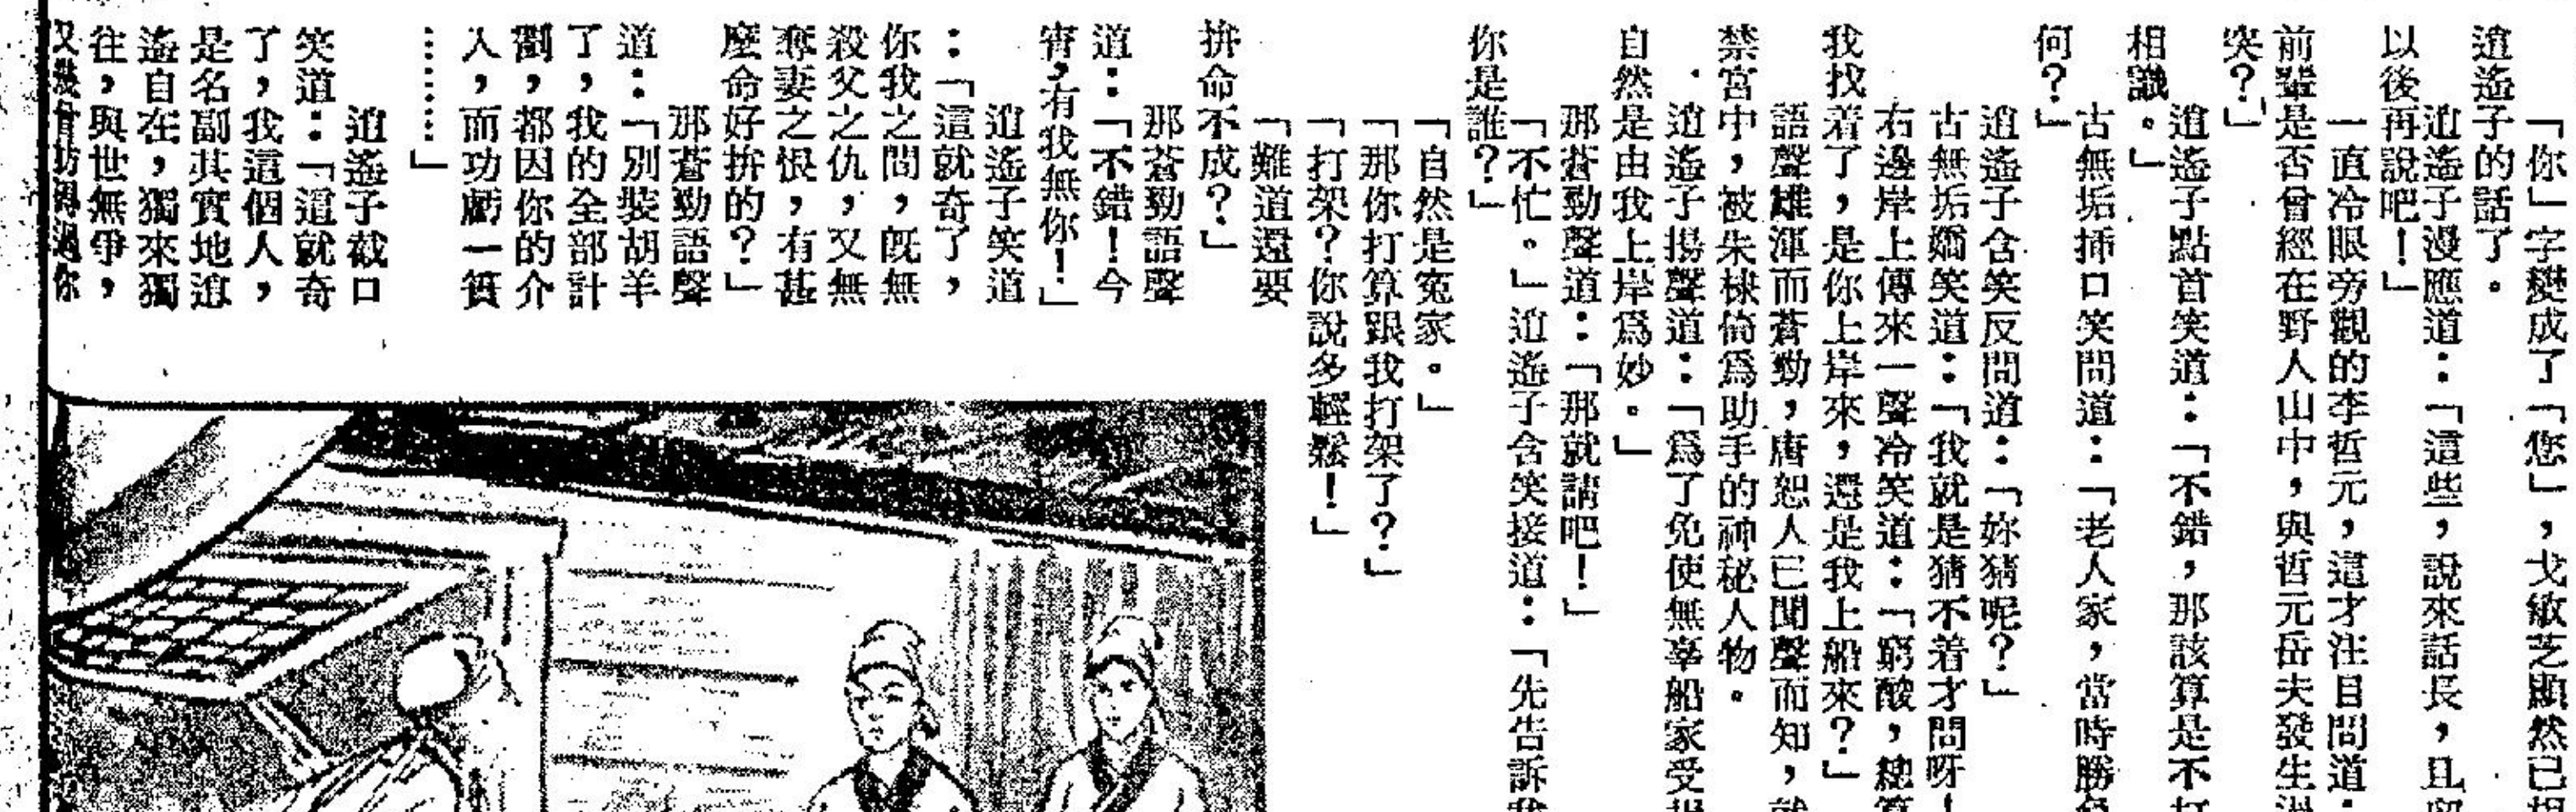 「你」字變成了「您」，戈敏芝顯然已相
逍遙子的話了。
逍遙子漫應道：「這些，說來話長，且留
以後再說吧！」
一直冷眼旁觀的李哲元，這才注目問道：
前輩是否曾經在野人山中，與哲元岳夫發生過
突？」
逍遙子點首笑道：「不錯，那該算是不打
相識。」
古無垢插口笑問道：「老人家，當時勝負
何？」
逍遙子含笑反問道：「妳猜呢？」
古無垢嬌笑道：「我就是猜不着才問呀！
右邊岸上傳來一聲冷笑道：「窮酸，總算
我找着了，是你上岸來，還是我上船來？」
語聲雄渾而蒼勁，唐恕人已聞聲而知，就
禁宮中，被朱棣倚爲助手的神秘人物。
逍遙子揚聲道：「爲了免使無辜船家受損
自然是由我上岸爲妙。」
那蒼勁聲道：「那就請吧！」
「不忙。」逍遙子含笑接道：「先告訴我
你是誰？」
「自然是寃家。」
「那你打算跟我打架了？」
「打架？你說多輕鬆！」
「難道還要
拚命不成？」
那蒼勁語聲
道：「不錯！今
宵，有我無你！」
逍遙子笑道
：「這就奇了，
你我之間，旣無
殺父之仇，又無
奪妻之恨，有甚
麼命好拚的？」
那蒼勁語聲
道：「別裝胡羊
了，我的全部計
劃，都因你的介
入，而功虧一簣
………」
逍遙子截口
笑道：「這就奇
了，我這個人，
是名副其實地逍
遙自在，獨來獨
往，與世無爭，
又幾曾妨碍過你